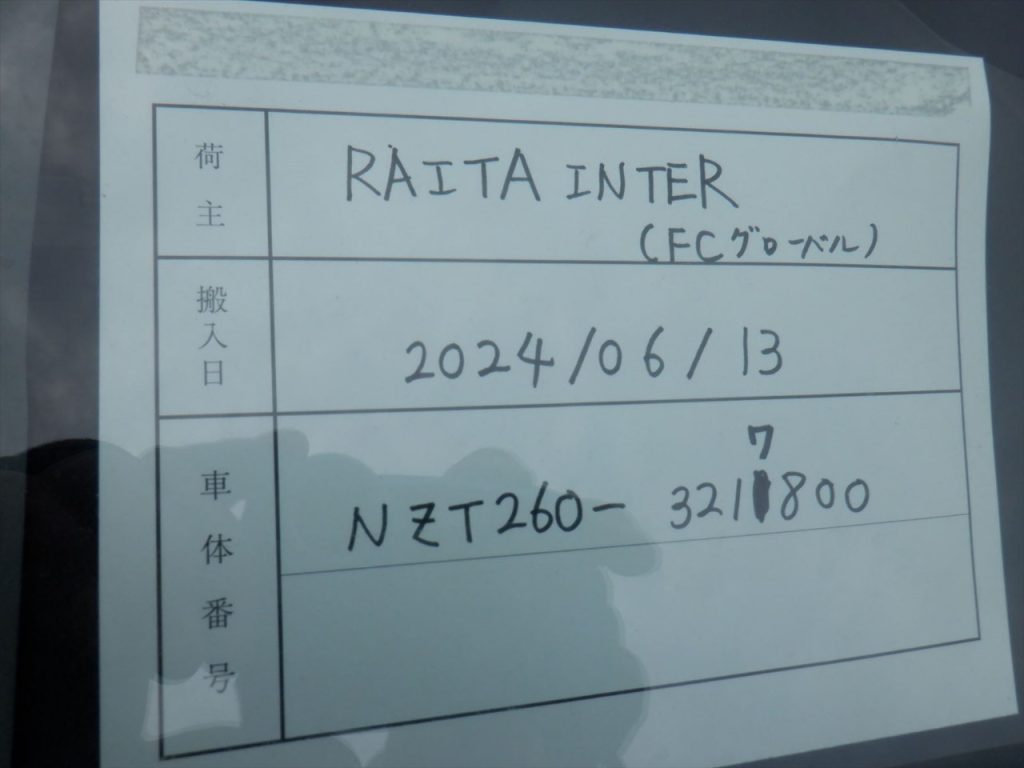 荷主
RAITA INTER
(FCグローバル)
搬入日
2024/06/13
車体番号
7
NZT260-321 800